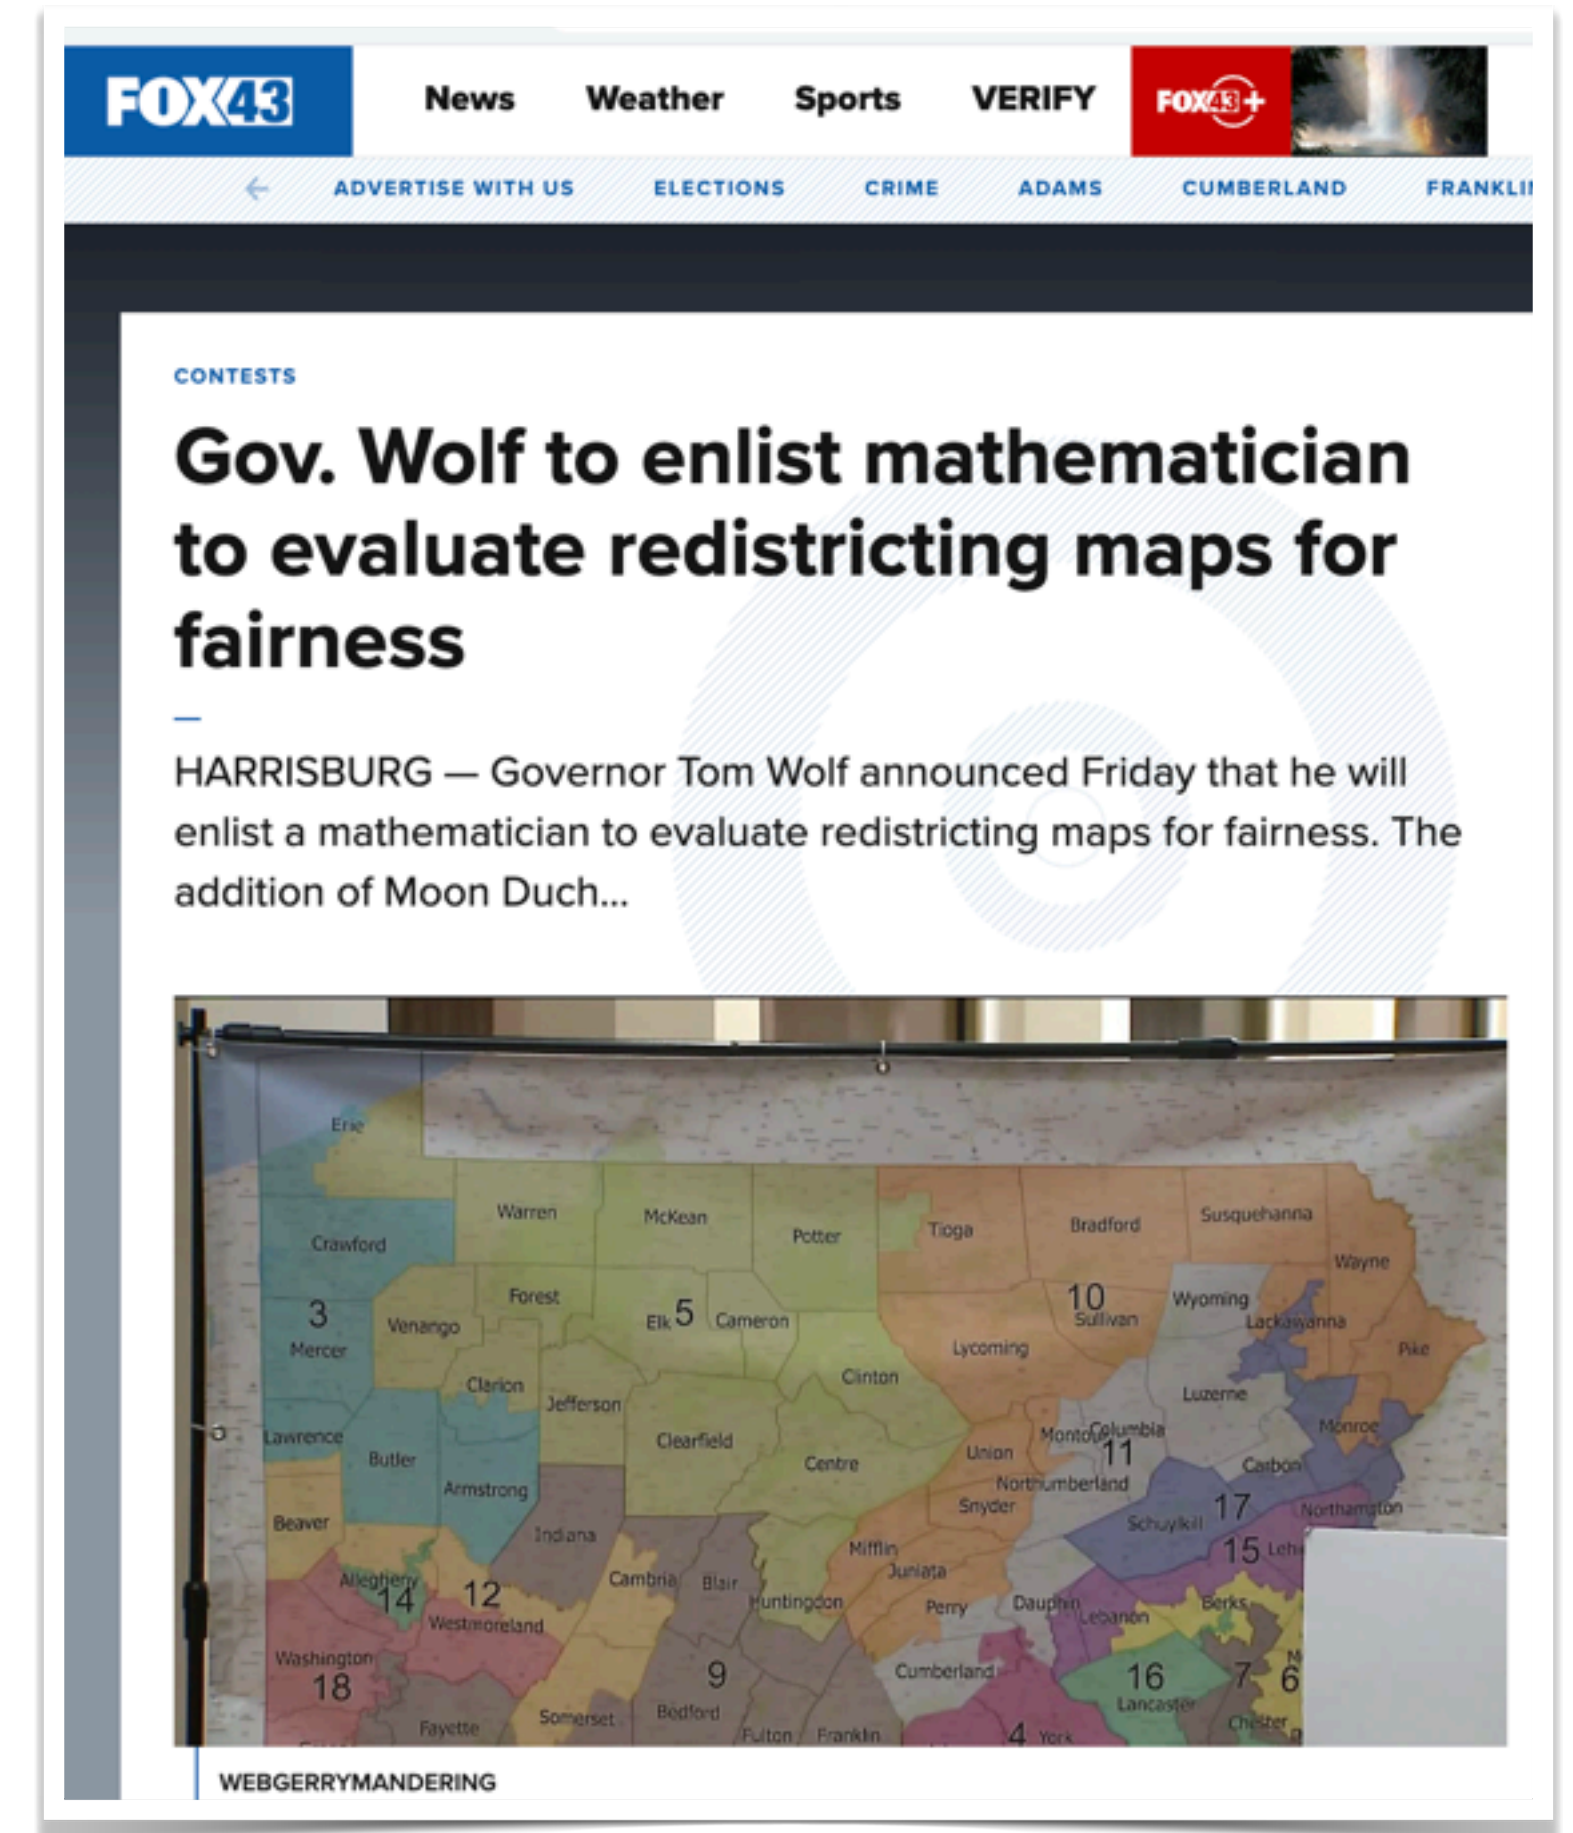 FOX43 News Weather Sports VERIFY FOX43+
← ADVERTISE WITH US ELECTIONS CRIME ADAMS CUMBERLAND FRANKLIN
CONTESTS
Gov. Wolf to enlist mathematician
to evaluate redistricting maps for
fairness
HARRISBURG — Governor Tom Wolf announced Friday that he will
enlist a mathematician to evaluate redistricting maps for fairness. The
addition of Moon Duch...
Erie
Warren McKean Potter Tioga Bradford Susquehanna
Crawford Wayne
3 Forest Elk 5 Cameron 10 Wyoming
Venango Sullivan Lackawanna
Mercer Clarion Clinton Lycoming Pike
Jefferson Luzerne
Lawrence Butler Clearfield Centre Union Montour Columbia Monroe
Armstrong Northumberland 11 Carbon
Beaver Indiana Snyder Schuylkill 17 Northampton
Allegheny 14 12 Cambria Blair Mifflin Juniata 15
Westmoreland Huntingdon Perry Dauphin Lebanon Berks
Washington 18 9 Cumberland 16 7 6
Fayette Somerset Bedford Lancaster Chester
Fulton Franklin 4 York
WEBGERRYMANDERING